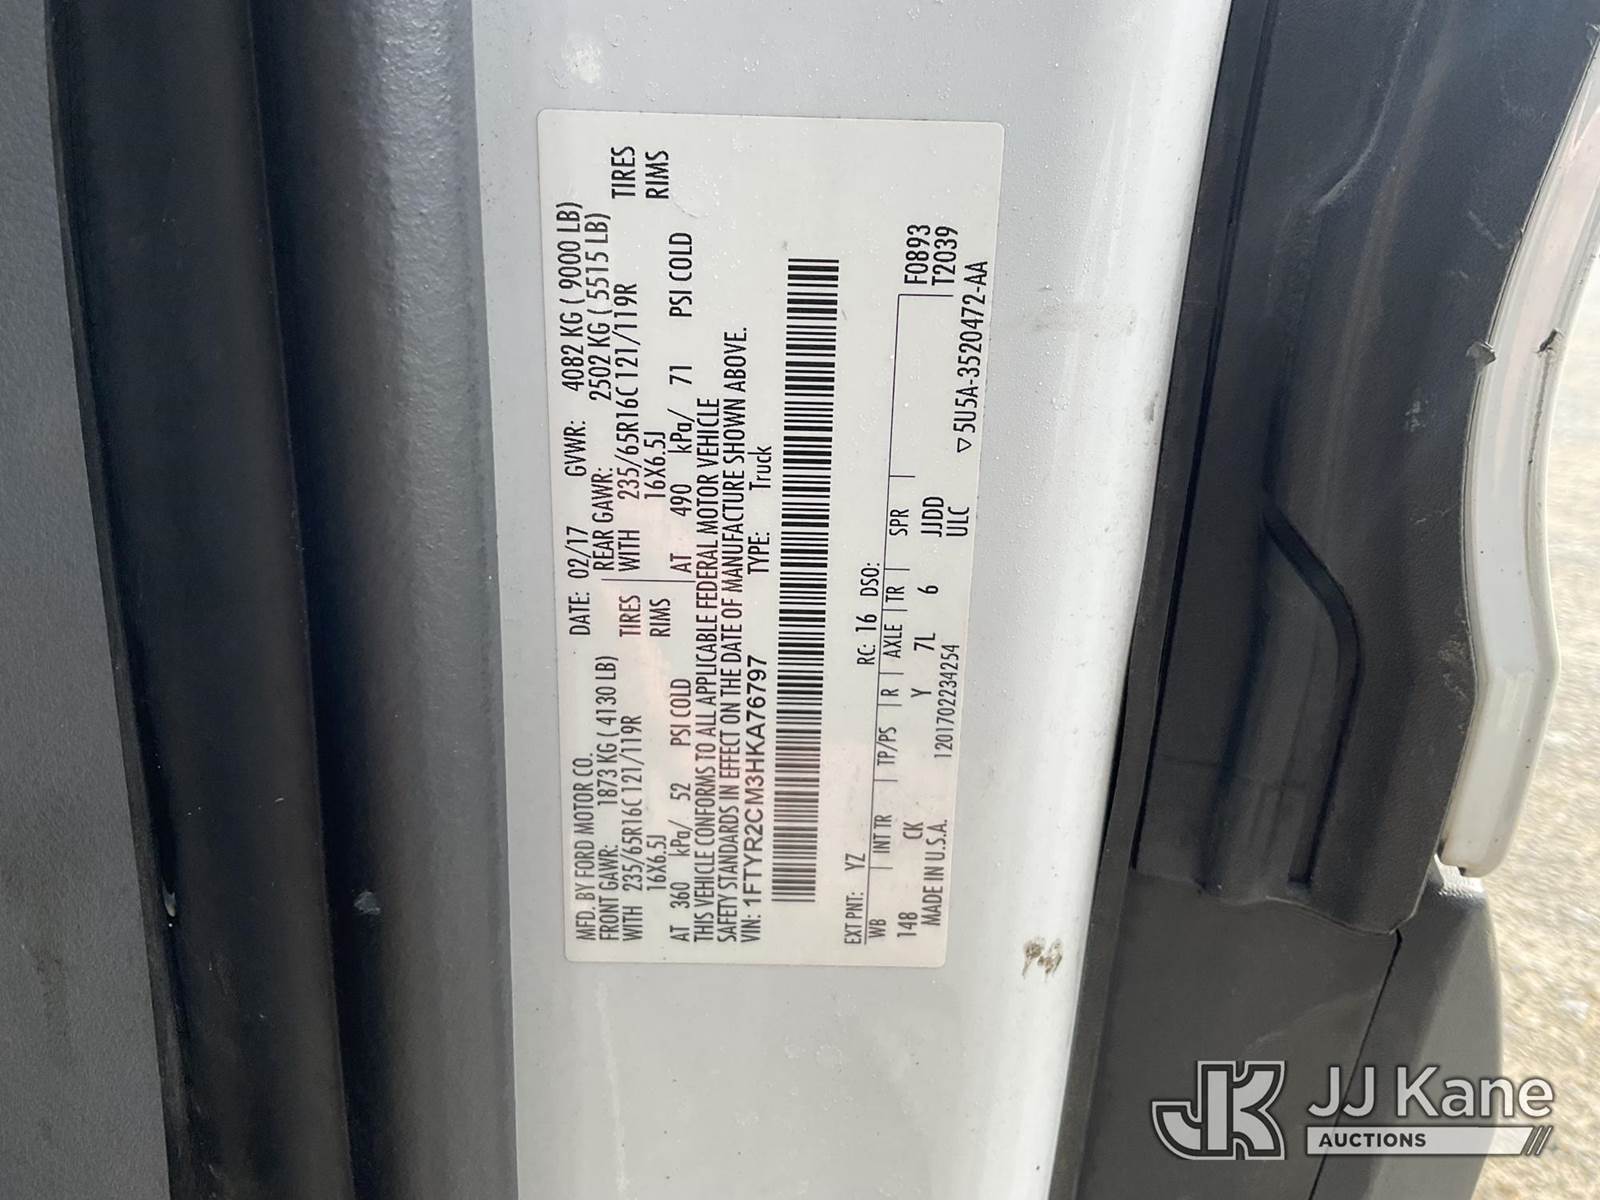 MFD. BY FORD MOTOR CO.
DATE: 02/17 GVWR: 4082 KG ( 9000 LB)
FRONT GAWR: 1873 KG ( 4130 LB)
REAR GAWR: 2502 KG ( 5515 LB)
WITH 235/65R16C 121/119R TIRES
WITH 235/65R16C 121/119R TIRES
16X6.5J RIMS
16X6.5J RIMS
AT 360 kPa/ 52 PSI COLD
AT 490 kPa/ 71 PSI COLD
THIS VEHICLE CONFORMS TO ALL APPLICABLE FEDERAL MOTOR VEHICLE
SAFETY STANDARDS IN EFFECT ON THE DATE OF MANUFACTURE SHOWN ABOVE.
VIN: 1FTYR2CM3HKA76797 TYPE: Truck
EXT PNT: YZ RC: 16 DSO:
WB | INT TR | TP/PS | R | AXLE | TR | SPR | F0893
148 CK Y 7L 6 JJDD T2039
MADE IN U.S.A. 1201702234254 ULC
▽5U5A-3520472-AA
JK JJ Kane
AUCTIONS